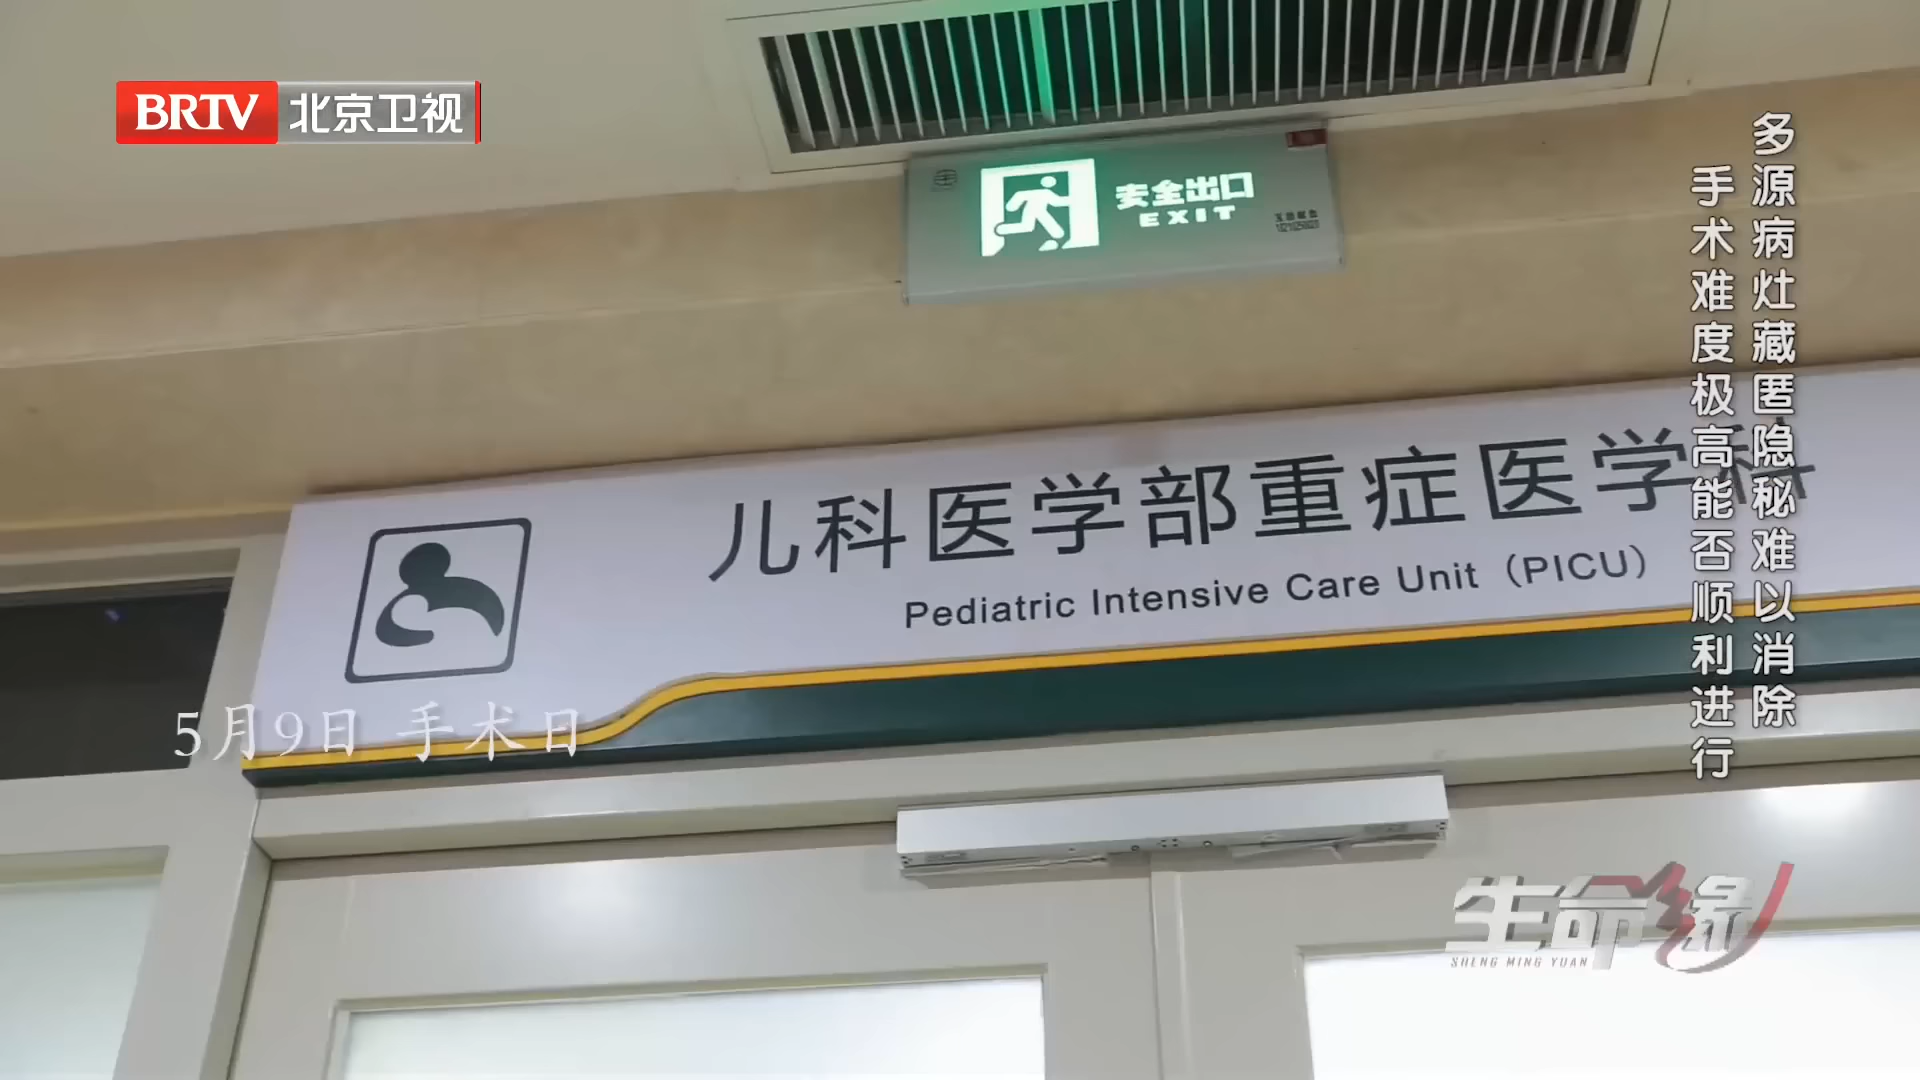 BRTV 北京卫视
安全出口
EXIT
多源病灶藏匿隐秘难以消除
手术难度极高能否顺利进行
儿科医学部重症医学科
Pediatric Intensive Care Unit（PICU）
5月9日 手术日
生命缘
SHENG MING YUAN